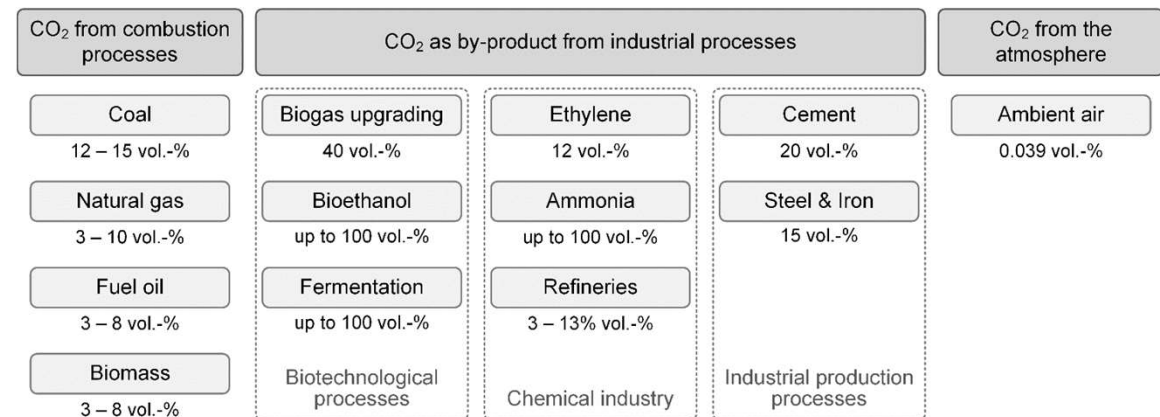 CO₂ from combustion
processes
CO₂ as by-product from industrial processes
CO₂ from the
atmosphere
Coal
12 – 15 vol.-%
Natural gas
3 – 10 vol.-%
Fuel oil
3 – 8 vol.-%
Biomass
3 – 8 vol.-%
Biogas upgrading
40 vol.-%
Bioethanol
up to 100 vol.-%
Fermentation
up to 100 vol.-%
Biotechnological
processes
Ethylene
12 vol.-%
Ammonia
up to 100 vol.-%
Refineries
3 – 13% vol.-%
Chemical industry
Cement
20 vol.-%
Steel & Iron
15 vol.-%
Industrial production
processes
Ambient air
0.039 vol.-%